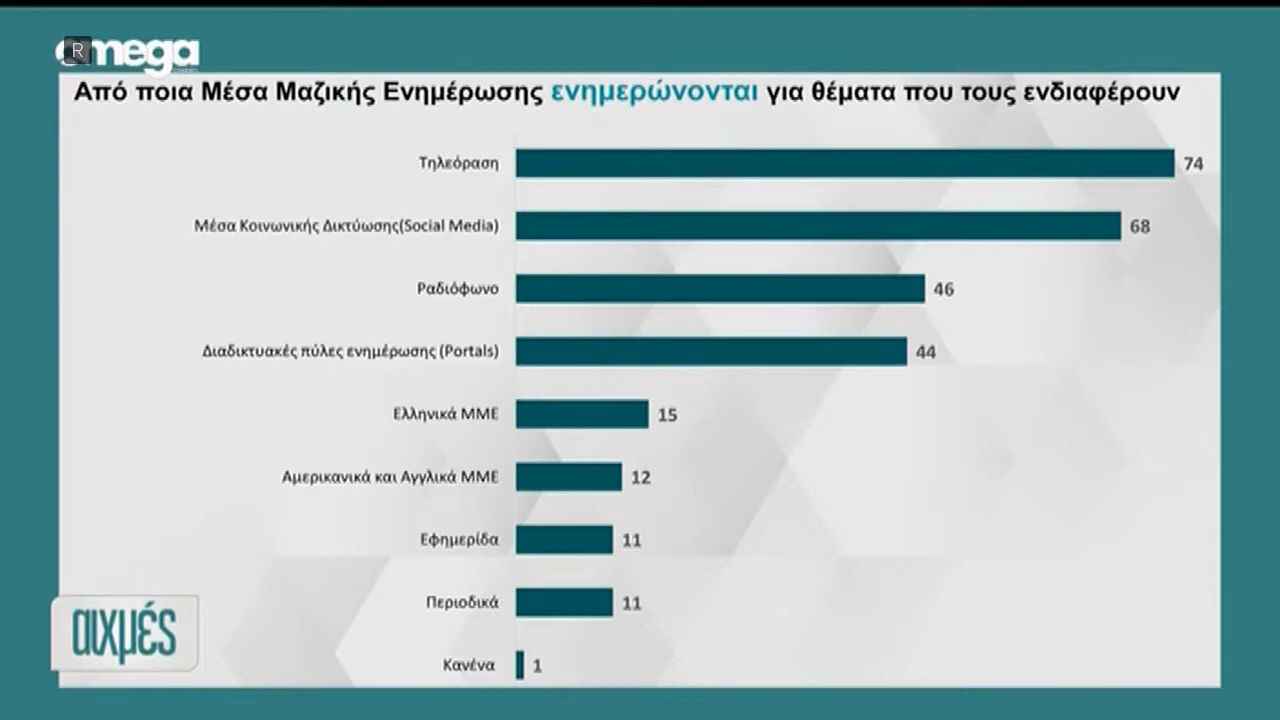 omega
R
Από ποια Μέσα Μαζικής Ενημέρωσης ενημερώνονται για θέματα που τους ενδιαφέρουν
Τηλεόραση 74
Μέσα Κοινωνικής Δικτύωσης(Social Media) 68
Ραδιόφωνο 46
Διαδικτυακές πύλες ενημέρωσης (Portals) 44
Ελληνικά ΜΜΕ 15
Αμερικανικά και Αγγλικά ΜΜΕ 12
Εφημερίδα 11
Περιοδικά 11
Κανένα 1
αιχμές